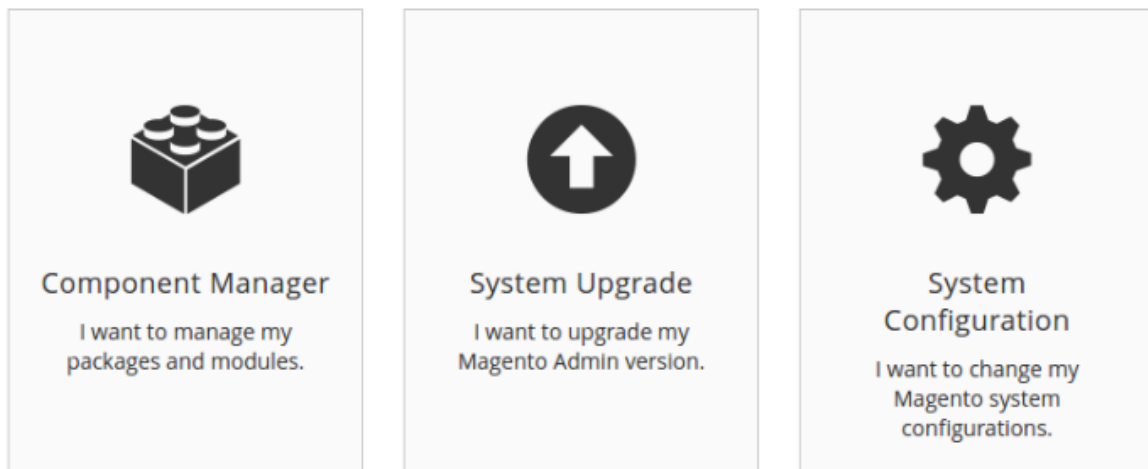 Component Manager
I want to manage my
packages and modules.
System Upgrade
I want to upgrade my
Magento Admin version.
System
Configuration
I want to change my
Magento system
configurations.